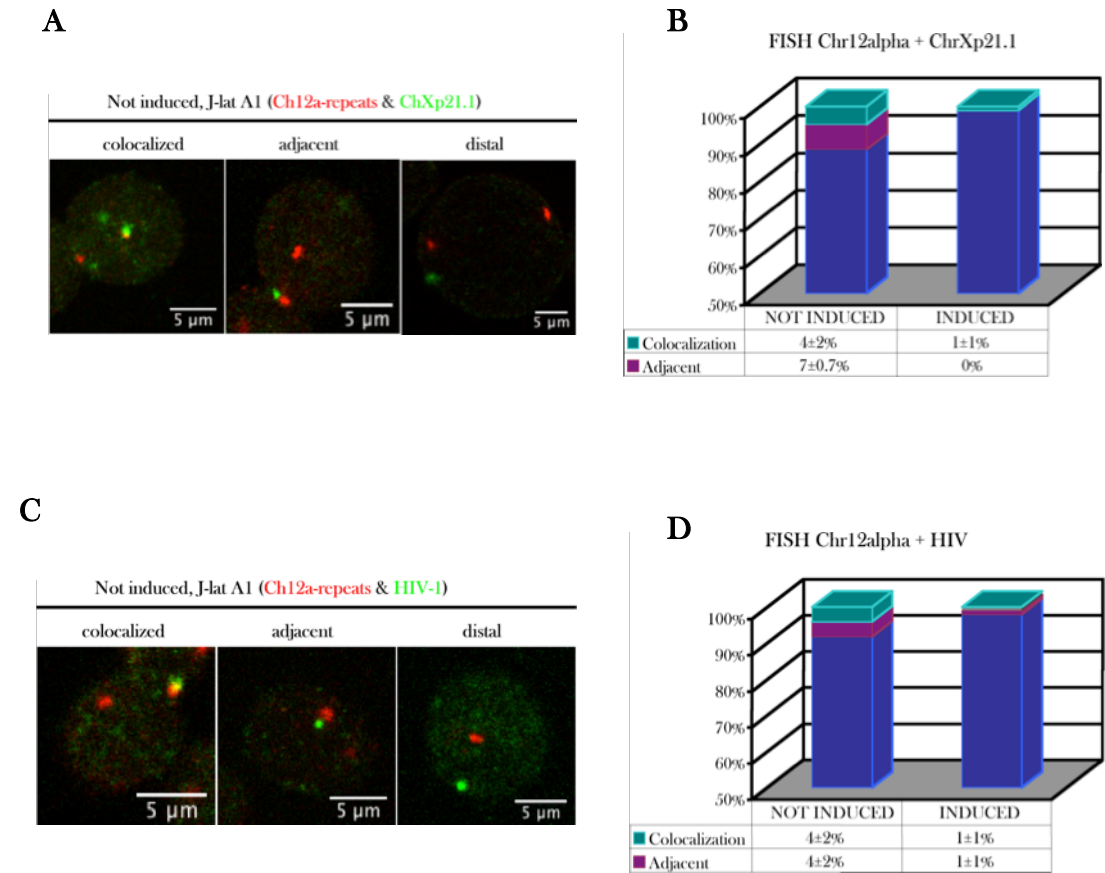 A
Not induced, J-lat A1 (Ch12a-repeats & ChXp21.1)
colocalized adjacent distal
5 μm 5 μm 5 μm
B
FISH Chr12alpha + ChrXp21.1
100%
90%
80%
70%
60%
50%
NOT INDUCED INDUCED
Colocalization 4±2% 1±1%
Adjacent 7±0.7% 0%
C
Not induced, J-lat A1 (Ch12a-repeats & HIV-1)
colocalized adjacent distal
5 μm 5 μm 5 μm
D
FISH Chr12alpha + HIV
100%
90%
80%
70%
60%
50%
NOT INDUCED INDUCED
Colocalization 4±2% 1±1%
Adjacent 4±2% 1±1%